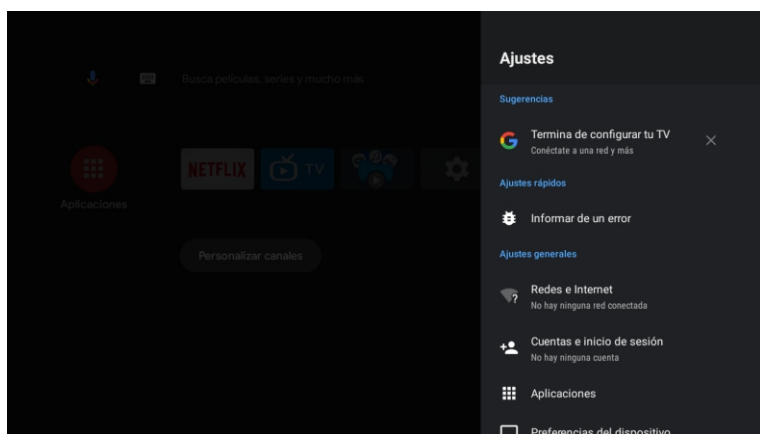 Ajustes
Busca películas, series y mucho más
Sugerencias
Termina de configurar tu TV
Conéctate a una red y más
Ajustes rápidos
NETFLIX
TV
Aplicaciones
Informar de un error
Personalizar canales
Ajustes generales
Redes e Internet
No hay ninguna red conectada
Cuentas e inicio de sesión
No hay ninguna cuenta
Aplicaciones
Preferencias del dispositivo